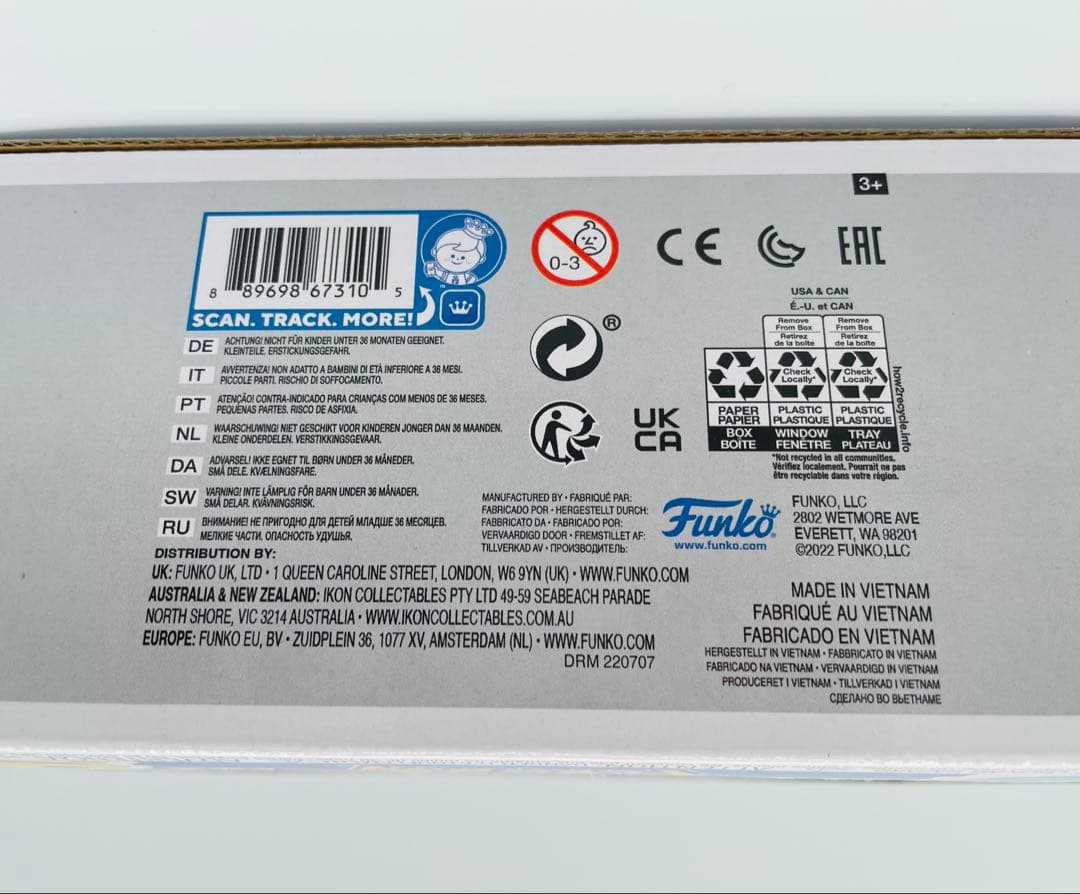 3+
8 89698 67310 5
SCAN. TRACK. MORE!
™
0-3
CE
EAC
®
UK
CA
USA & CAN
É.-U. et CAN
Remove
From Box
Retirez
de la boîte
Remove
From Box
Retirez
de la boîte
Check
Locally*
Check
Locally*
PAPER
PAPIER
PLASTIC
PLASTIQUE
PLASTIC
PLASTIQUE
BOX
BOÎTE
WINDOW
FENÊTRE
TRAY
PLATEAU
how2recycle.info
*Not recycled in all communities.
Vérifiez localement. Pourrait ne pas
être recyclable dans votre région.
DE ACHTUNG! NICHT FÜR KINDER UNTER 36 MONATEN GEEIGNET.
KLEINTEILE. ERSTICKUNGSGEFAHR.
IT AVVERTENZA! NON ADATTO A BAMBINI DI ETÀ INFERIORE A 36 MESI.
PICCOLE PARTI. RISCHIO DI SOFFOCAMENTO.
PT ATENÇÃO! CONTRA-INDICADO PARA CRIANÇAS COM MENOS DE 36 MESES.
PEQUENAS PARTES. RISCO DE ASFIXIA.
NL WAARSCHUWING! NIET GESCHIKT VOOR KINDEREN JONGER DAN 36 MAANDEN.
KLEINE ONDERDELEN. VERSTIKKINGSGEVAAR.
DA ADVARSEL! IKKE EGNET TIL BØRN UNDER 36 MÅNEDER.
SMÅ DELE. KVÆLNINGSFARE.
SW VARNING! INTE LÄMPLIG FÖR BARN UNDER 36 MÅNADER.
SMÅ DELAR. KVÄVNINGSRISK.
RU ВНИМАНИЕ! НЕ ПРИГОДНО ДЛЯ ДЕТЕЙ МЛАДШЕ 36 МЕСЯЦЕВ.
МЕЛКИЕ ЧАСТИ. ОПАСНОСТЬ УДУШЬЯ.
MANUFACTURED BY • FABRIQUÉ PAR:
FABRICADO POR • HERGESTELLT DURCH:
FABBRICATO DA • FABRICADO POR:
VERVAARDIGD DOOR • FREMSTILLET AF:
TILLVERKAD AV • ПРОИЗВОДИТЕЛЬ:
Funko
www.funko.com
FUNKO, LLC
2802 WETMORE AVE
EVERETT, WA 98201
©2022 FUNKO,LLC
DISTRIBUTION BY:
UK: FUNKO UK, LTD • 1 QUEEN CAROLINE STREET, LONDON, W6 9YN (UK) • WWW.FUNKO.COM
AUSTRALIA & NEW ZEALAND: IKON COLLECTABLES PTY LTD 49-59 SEABEACH PARADE
NORTH SHORE, VIC 3214 AUSTRALIA • WWW.IKONCOLLECTABLES.COM.AU
EUROPE: FUNKO EU, BV • ZUIDPLEIN 36, 1077 XV, AMSTERDAM (NL) • WWW.FUNKO.COM
DRM 220707
MADE IN VIETNAM
FABRIQUÉ AU VIETNAM
FABRICADO EN VIETNAM
HERGESTELLT IN VIETNAM • FABBRICATO IN VIETNAM
FABRICADO NA VIETNAM • VERVAARDIGD IN VIETNAM
PRODUCERET I VIETNAM • TILLVERKAD I VIETNAM
СДЕЛАНО ВО ВЬЕТНАМЕ